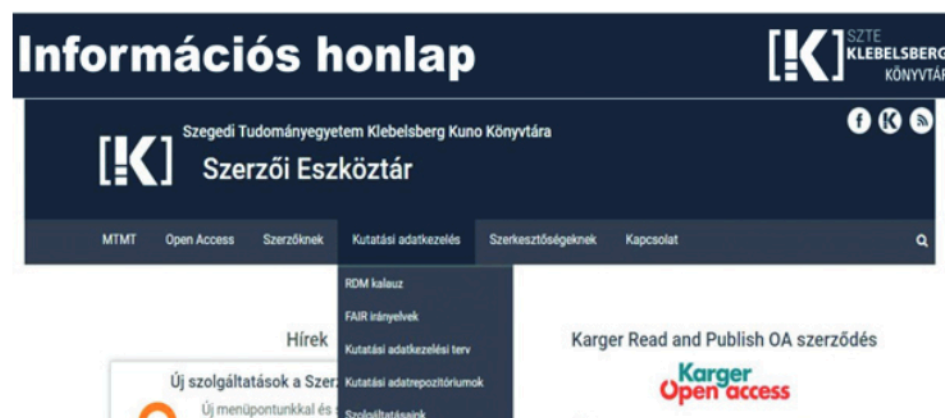 Információs honlap
SZTE
KLEBELSBERG
KÖNYVTÁR
Szegedi Tudományegyetem Klebelsberg Kuno Könyvtára
Szerzői Eszköztár
MTMT Open Access Szerzőknek Kutatási adatkezelés Szerkesztőségeknek Kapcsolat
RDM kalauz
FAIR irányelvek
Kutatási adatkezelési terv
Kutatási adatrepozitóriumok
Szolgáltatásaink
Hírek
Új szolgáltatások a Szer
Új menüpontunkkal és
Karger Read and Publish OA szerződés
Karger
Open access